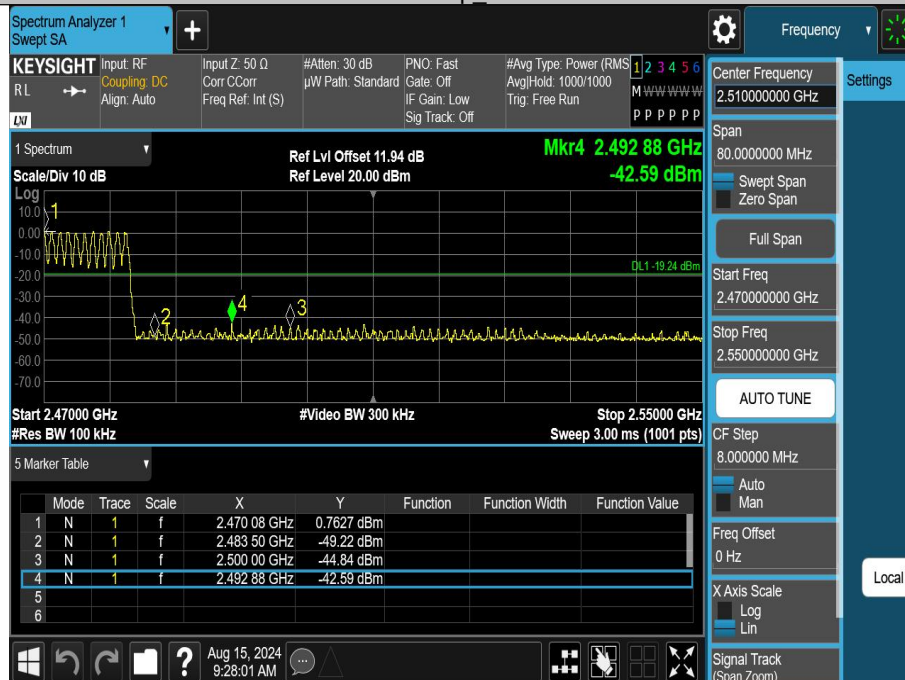 Spectrum Analyzer 1
Swept SA
+
Frequency
KEYSIGHT
RL
LXI
Input: RF
Coupling: DC
Align: Auto
Input Z: 50 Ω
Corr CCorr
Freq Ref: Int (S)
#Atten: 30 dB
µW Path: Standard
PNO: Fast
Gate: Off
IF Gain: Low
Sig Track: Off
#Avg Type: Power (RMS
Avg|Hold: 1000/1000
Trig: Free Run
1 2 3 4 5 6
M W W W W W
P P P P P P
1 Spectrum
Scale/Div 10 dB
Ref Lvl Offset 11.94 dB
Ref Level 20.00 dBm
Mkr4 2.492 88 GHz
-42.59 dBm
Log
10.0
0.00
-10.0
-20.0
-30.0
-40.0
-50.0
-60.0
-70.0
1
2
4
3
DL1 -19.24 dBm
Start 2.47000 GHz
#Res BW 100 kHz
#Video BW 300 kHz
Stop 2.55000 GHz
Sweep 3.00 ms (1001 pts)
5 Marker Table
Mode Trace Scale X Y Function Function Width Function Value
1 N 1 f 2.470 08 GHz 0.7627 dBm
2 N 1 f 2.483 50 GHz -49.22 dBm
3 N 1 f 2.500 00 GHz -44.84 dBm
4 N 1 f 2.492 88 GHz -42.59 dBm
5
6
?
Aug 15, 2024
9:28:01 AM
Center Frequency
2.510000000 GHz
Settings
Span
80.0000000 MHz
Swept Span
Zero Span
Full Span
Start Freq
2.470000000 GHz
Stop Freq
2.550000000 GHz
AUTO TUNE
CF Step
8.000000 MHz
Auto
Man
Freq Offset
0 Hz
Local
X Axis Scale
Log
Lin
Signal Track
(Span Zoom)